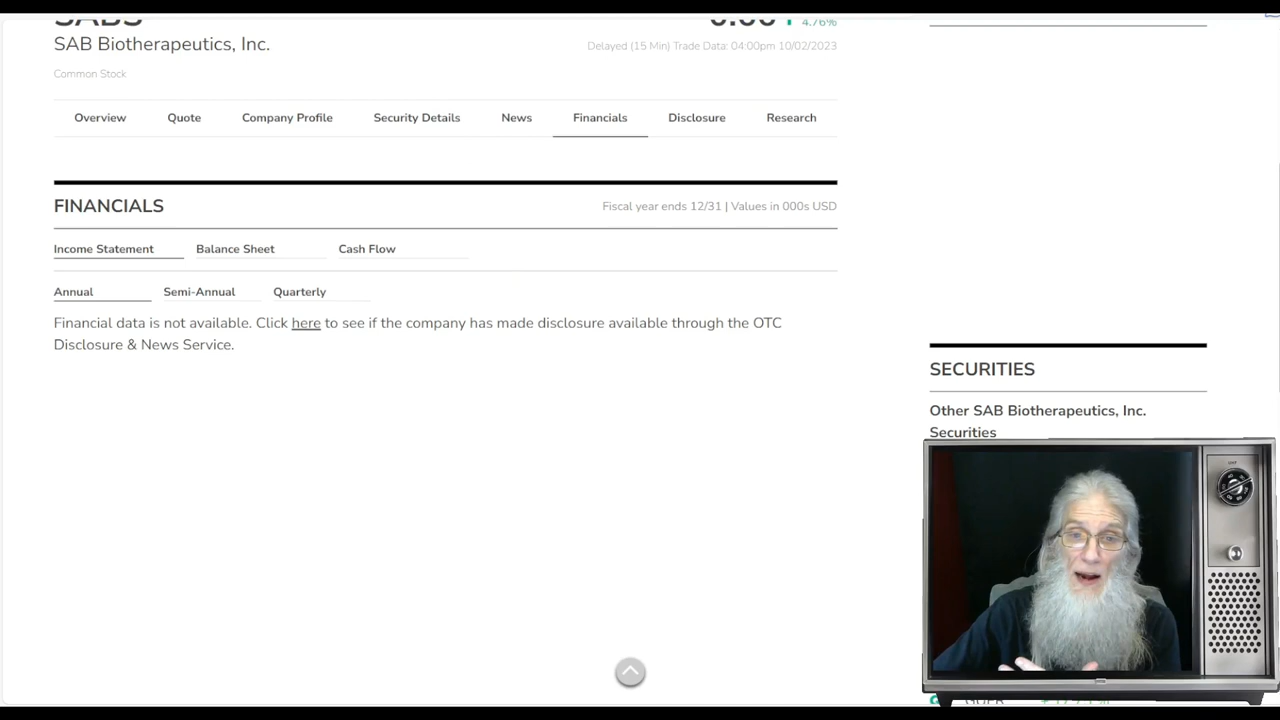 SAB Biotherapeutics, Inc.
4.76%
Delayed (15 Min) Trade Data: 04:00pm 10/02/2023
Common Stock
Overview Quote Company Profile Security Details News Financials Disclosure Research
FINANCIALS
Fiscal year ends 12/31 | Values in 000s USD
Income Statement Balance Sheet Cash Flow
Annual Semi-Annual Quarterly
Financial data is not available. Click here to see if the company has made disclosure available through the OTC
Disclosure & News Service.
SECURITIES
Other SAB Biotherapeutics, Inc.
Securities